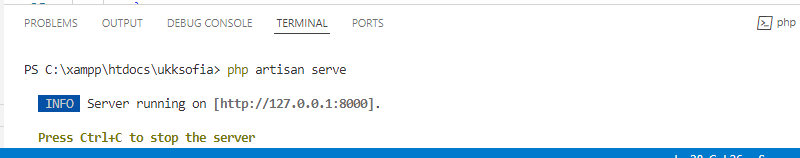 PROBLEMS OUTPUT DEBUG CONSOLE TERMINAL PORTS
php
PS C:\xampp\htdocs\ukksofia> php artisan serve
INFO Server running on [http://127.0.0.1:8000].
Press Ctrl+C to stop the server